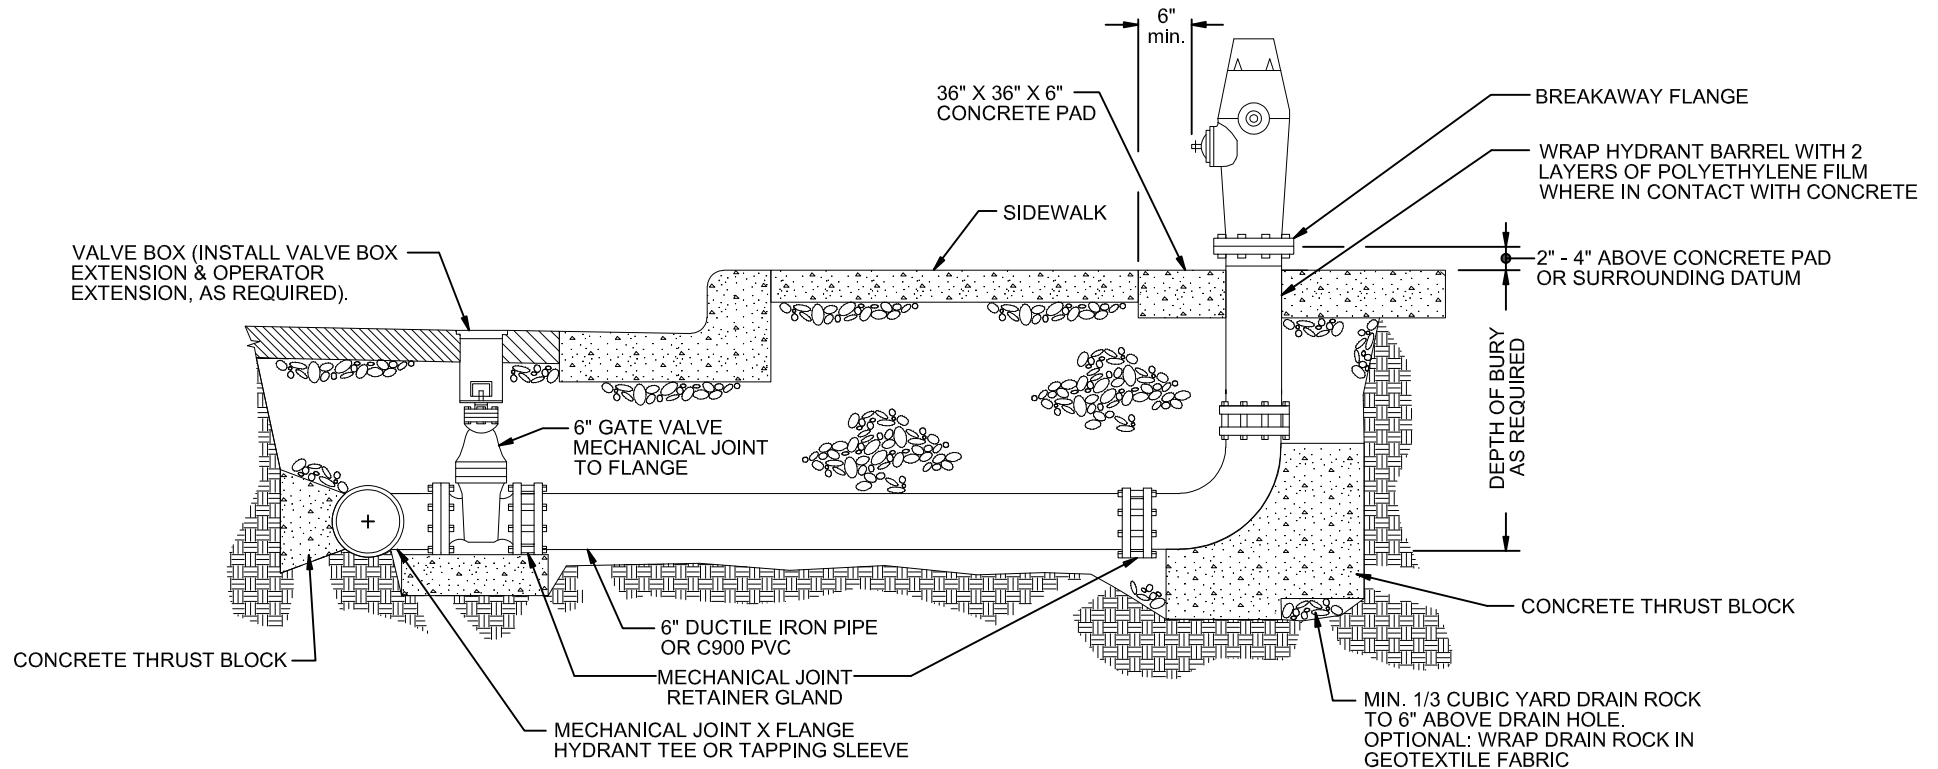 6"
min.
36" X 36" X 6"
CONCRETE PAD
BREAKAWAY FLANGE
WRAP HYDRANT BARREL WITH 2
LAYERS OF POLYETHYLENE FILM
WHERE IN CONTACT WITH CONCRETE
SIDEWALK
VALVE BOX (INSTALL VALVE BOX
EXTENSION & OPERATOR
EXTENSION, AS REQUIRED).
2" - 4" ABOVE CONCRETE PAD
OR SURROUNDING DATUM
DEPTH OF BURY
AS REQUIRED
6" GATE VALVE
MECHANICAL JOINT
TO FLANGE
CONCRETE THRUST BLOCK
6" DUCTILE IRON PIPE
OR C900 PVC
CONCRETE THRUST BLOCK
MECHANICAL JOINT
RETAINER GLAND
MECHANICAL JOINT X FLANGE
HYDRANT TEE OR TAPPING SLEEVE
MIN. 1/3 CUBIC YARD DRAIN ROCK
TO 6" ABOVE DRAIN HOLE.
OPTIONAL: WRAP DRAIN ROCK IN
GEOTEXTILE FABRIC